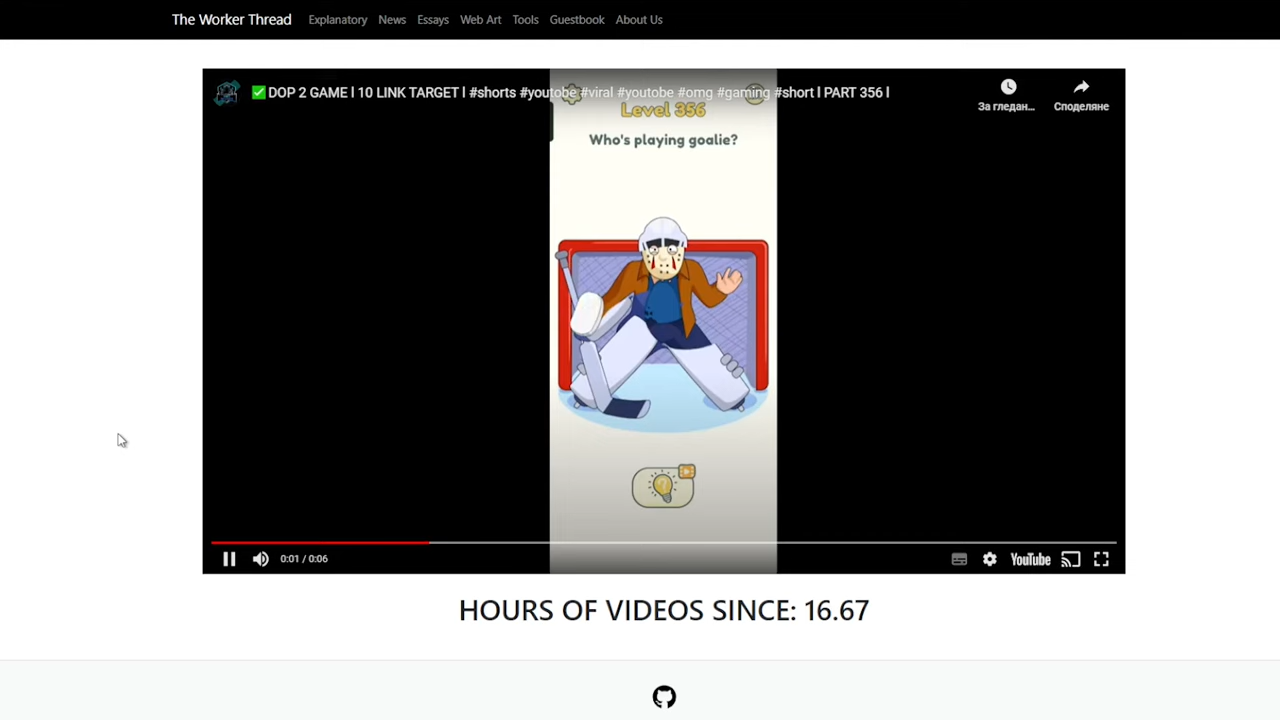 The Worker Thread Explanatory News Essays Web Art Tools Guestbook About Us
✅ DOP 2 GAME l 10 LINK TARGET l #shorts #youtobe #viral #youtobe #omg #gaming #short l PART 356 l
За гледан... Споделяне
Level 356
Who's playing goalie?
0:01 / 0:06 YouTube
HOURS OF VIDEOS SINCE: 16.67